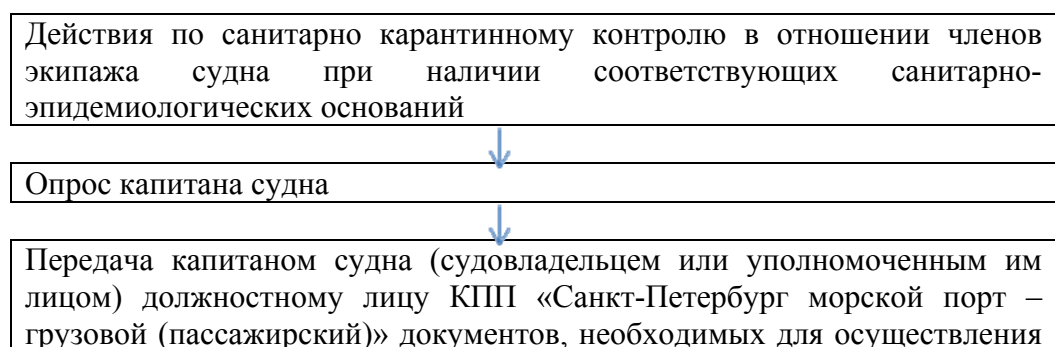 Действия по санитарно карантинному контролю в отношении членов
экипажа судна при наличии соответствующих санитарно-
эпидемиологических оснований
Опрос капитана судна
Передача капитаном судна (судовладельцем или уполномоченным им
лицом) должностному лицу КПП «Санкт-Петербург морской порт –
грузовой (пассажирский)» документов, необходимых для осуществления